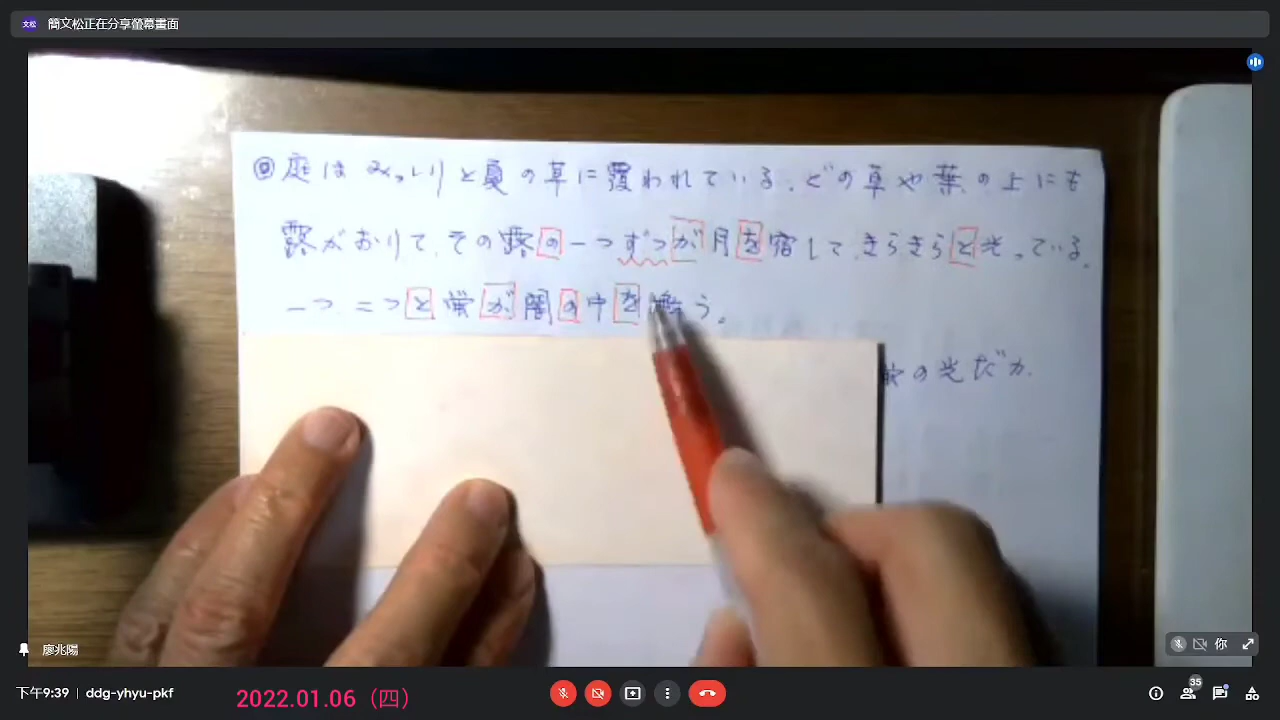 文松 簡文松正在分享螢幕畫面
◎庭はみっしりと夏の草に覆われている。どの草や葉の上にも
露がおりて、その露の一つずつが月を宿して、きらきらと光っている。
一つ、二つと蛍が闇の中を舞う。
の光だか、
廖兆陽
你
下午9:39 | ddg-yhyu-pkf
2022.01.06（四）
35